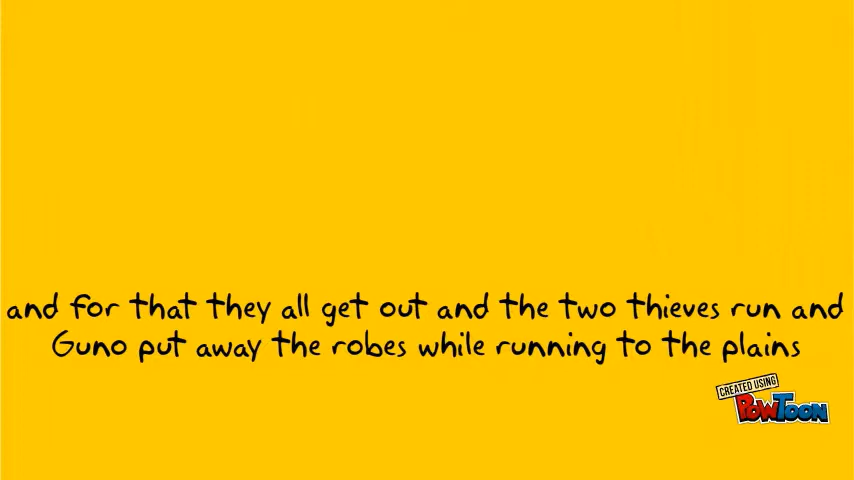 and for that they all get out and the two thieves run and
Guno put away the robes while running to the plains
CREATED USING
POWTOON